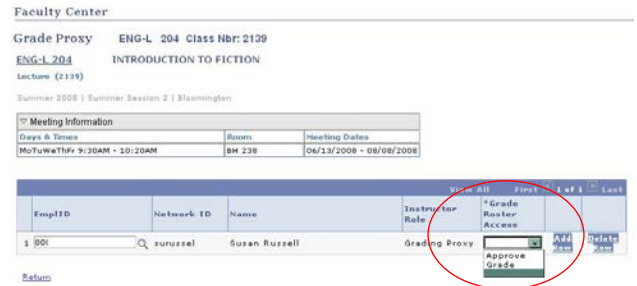 Faculty Center
Grade Proxy ENG-L 204 Class Nbr: 2139
ENG-L 204 INTRODUCTION TO FICTION
Lecture (2139)
Summer 2008 | Summer Session 2 | Bloomington
Meeting Information
Days & Times Room Meeting Dates
MoTuWeThFr 9:30AM - 10:20AM BH 238 06/13/2008 - 08/08/2008
View All First 1 of 1 Last
EmplID Network ID Name Instructor Role *Grade Roster Access
1 00( surussel Susan Russell Grading Proxy Add Row Delete Row
Approve
Grade
Return